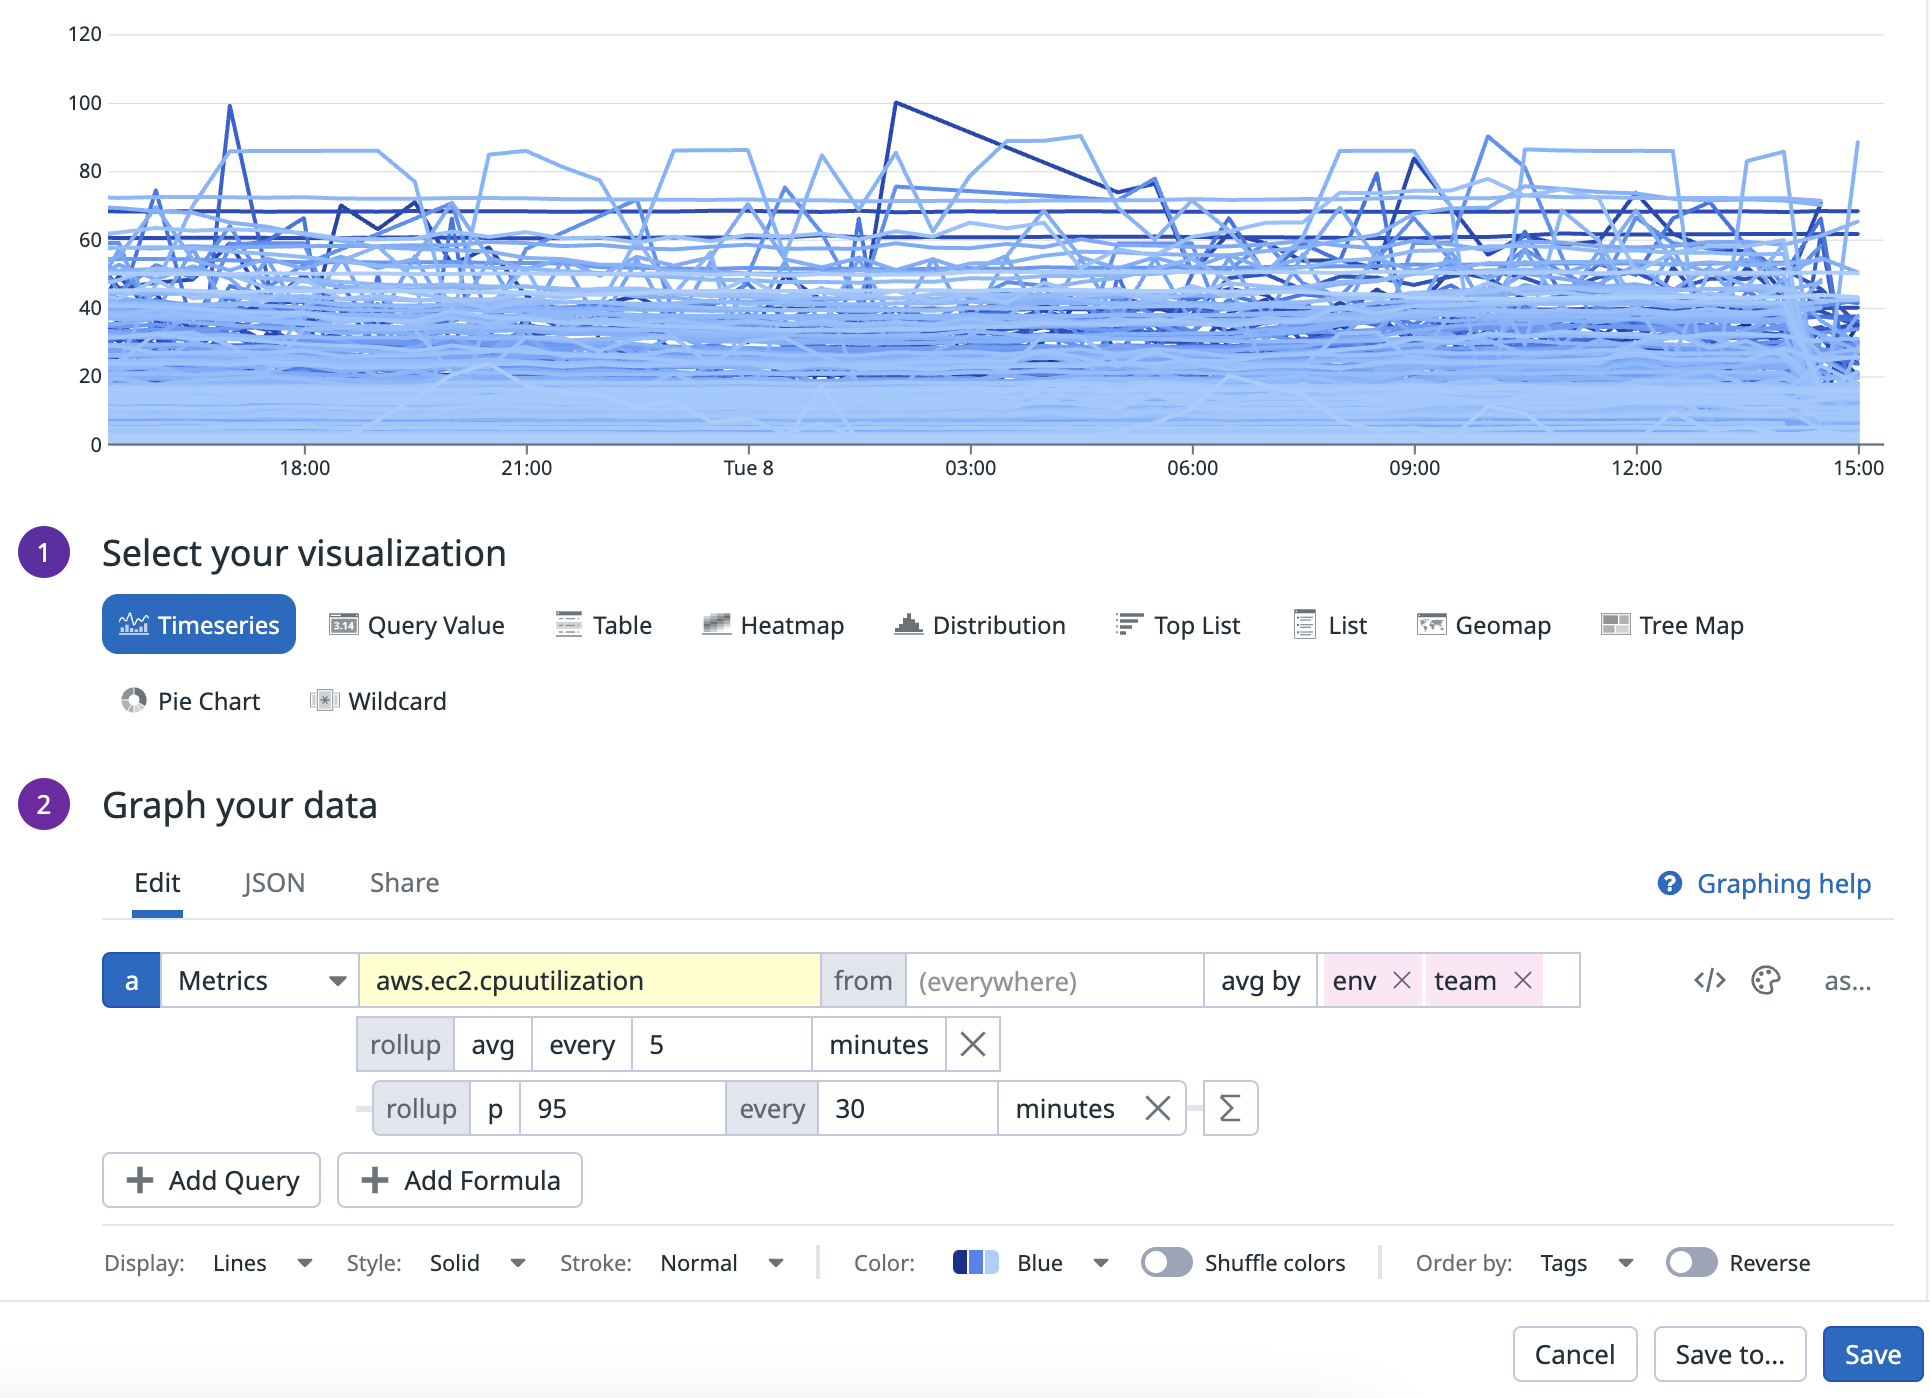 120
100
80
60
40
20
0
18:00 21:00 Tue 8 03:00 06:00 09:00 12:00 15:00
1 Select your visualization
Timeseries 3.14 Query Value Table Heatmap Distribution Top List List Geomap Tree Map
Pie Chart * Wildcard
2 Graph your data
Edit JSON Share ? Graphing help
a Metrics aws.ec2.cpuutilization from (everywhere) avg by env team </> as...
rollup avg every 5 minutes
rollup p 95 every 30 minutes Σ
+ Add Query + Add Formula
Display: Lines Style: Solid Stroke: Normal Color: Blue Shuffle colors Order by: Tags Reverse
Cancel Save to... Save